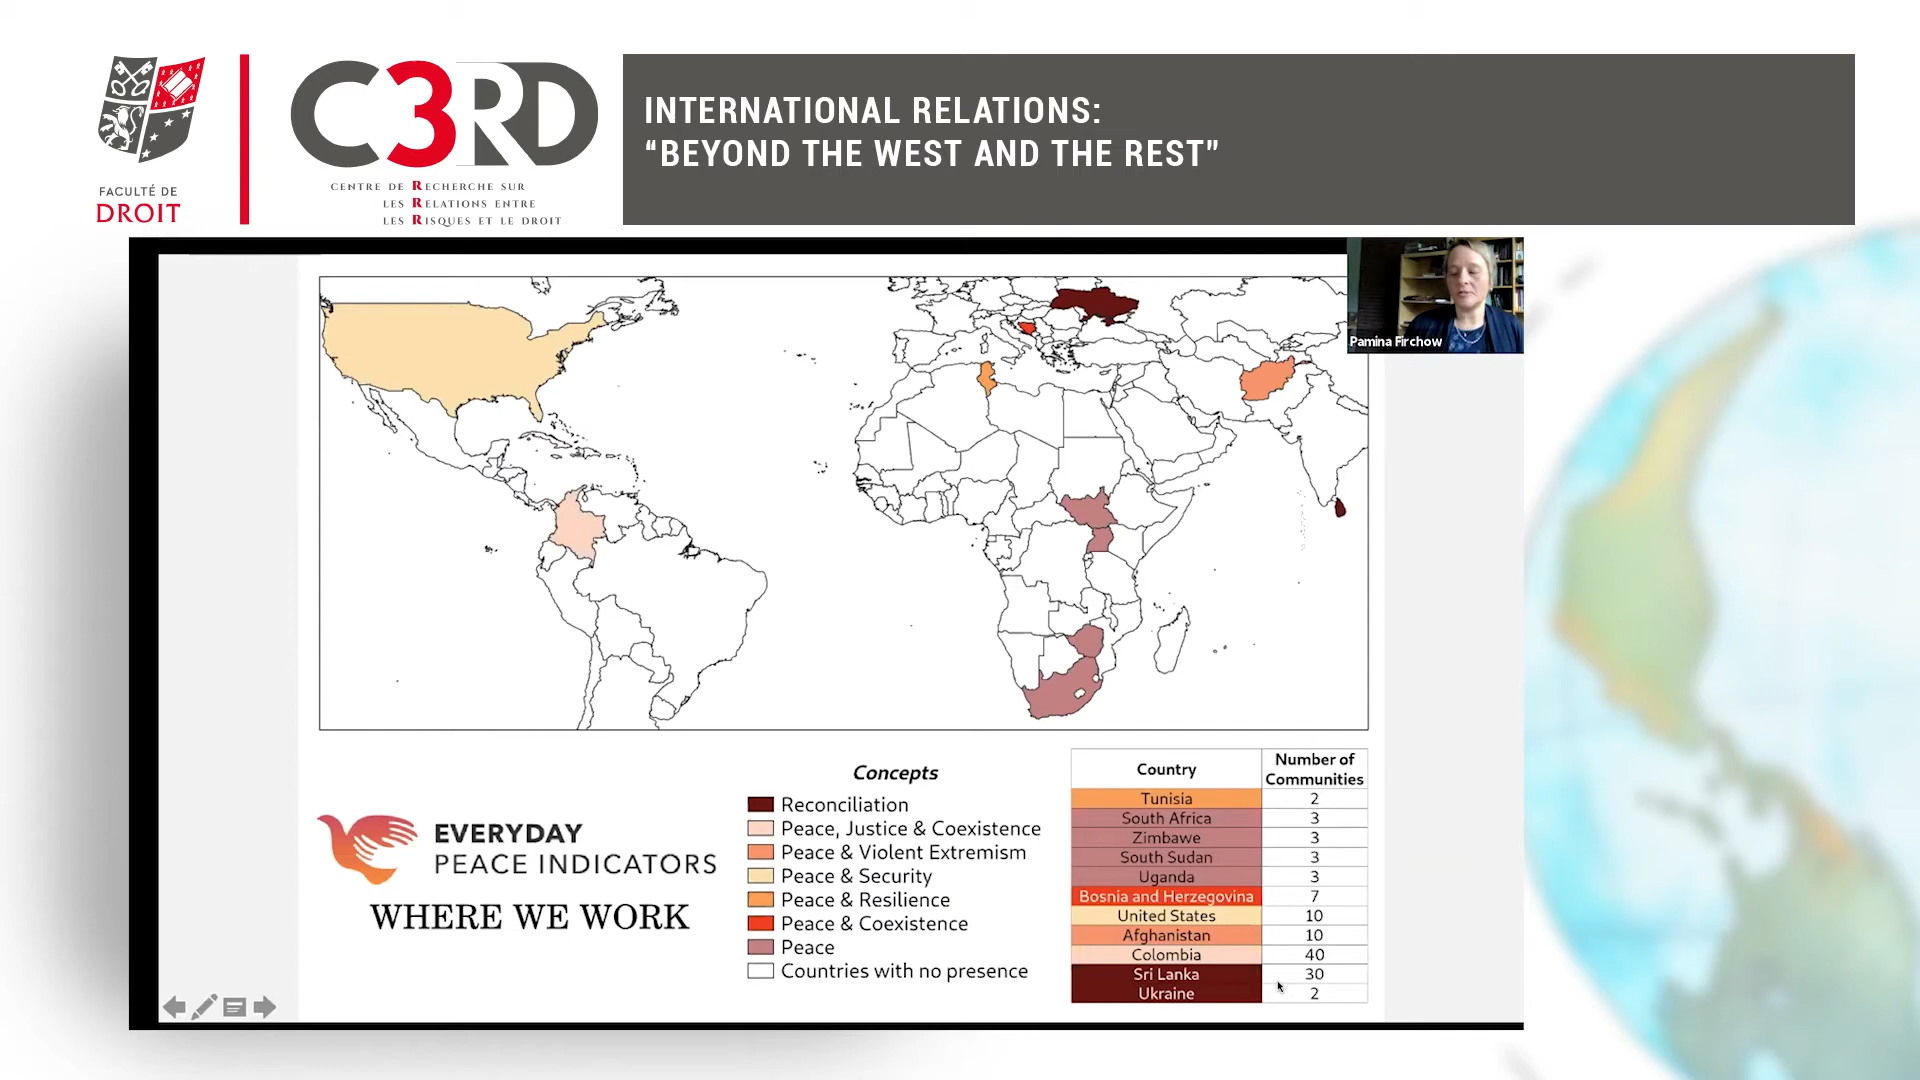 FACULTÉ DE
DROIT
C3RD
CENTRE DE RECHERCHE SUR
LES RELATIONS ENTRE
LES RISQUES ET LE DROIT
INTERNATIONAL RELATIONS:
“BEYOND THE WEST AND THE REST”
Pamina Firchow
EVERYDAY
PEACE INDICATORS
WHERE WE WORK
Concepts
Reconciliation
Peace, Justice & Coexistence
Peace & Violent Extremism
Peace & Security
Peace & Resilience
Peace & Coexistence
Peace
Countries with no presence
Country Number of
Communities
Tunisia 2
South Africa 3
Zimbawe 3
South Sudan 3
Uganda 3
Bosnia and Herzegovina 7
United States 10
Afghanistan 10
Colombia 40
Sri Lanka 30
Ukraine 2